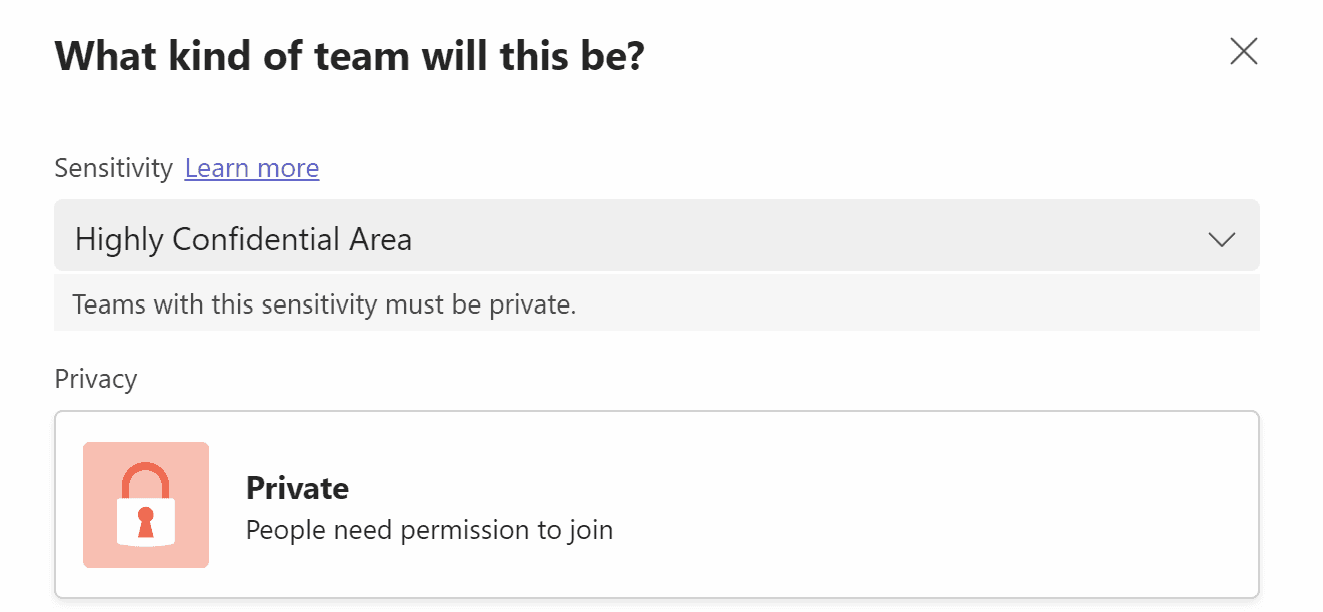 What kind of team will this be?
Sensitivity Learn more
Highly Confidential Area
Teams with this sensitivity must be private.
Privacy
Private
People need permission to join